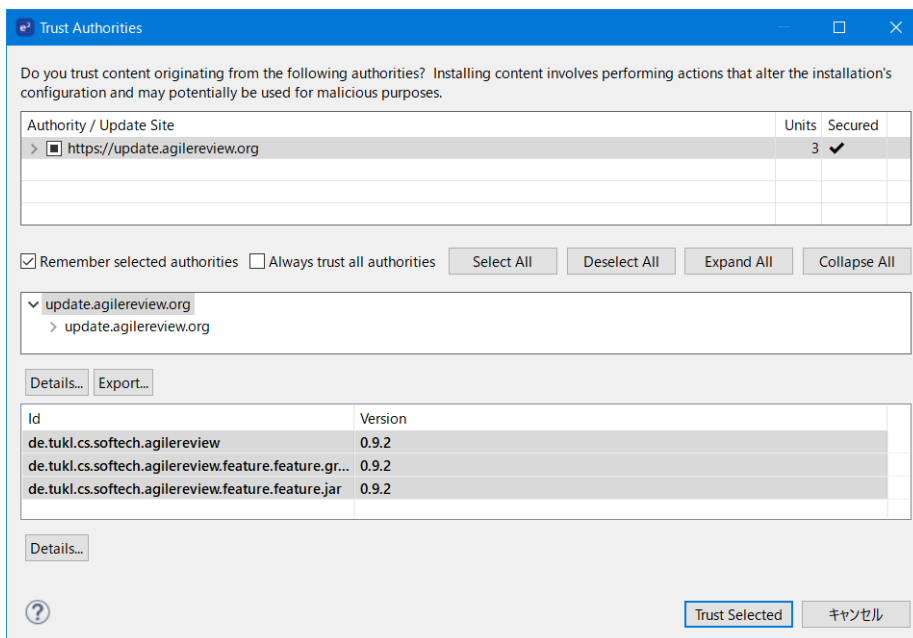 e² Trust Authorities
Do you trust content originating from the following authorities? Installing content involves performing actions that alter the installation's
configuration and may potentially be used for malicious purposes.
Authority / Update Site Units Secured
https://update.agilereview.org 3
Remember selected authorities Always trust all authorities Select All Deselect All Expand All Collapse All
update.agilereview.org
update.agilereview.org
Details... Export...
Id Version
de.tukl.cs.softech.agilereview 0.9.2
de.tukl.cs.softech.agilereview.feature.feature.gr... 0.9.2
de.tukl.cs.softech.agilereview.feature.feature.jar 0.9.2
Details...
? Trust Selected キャンセル